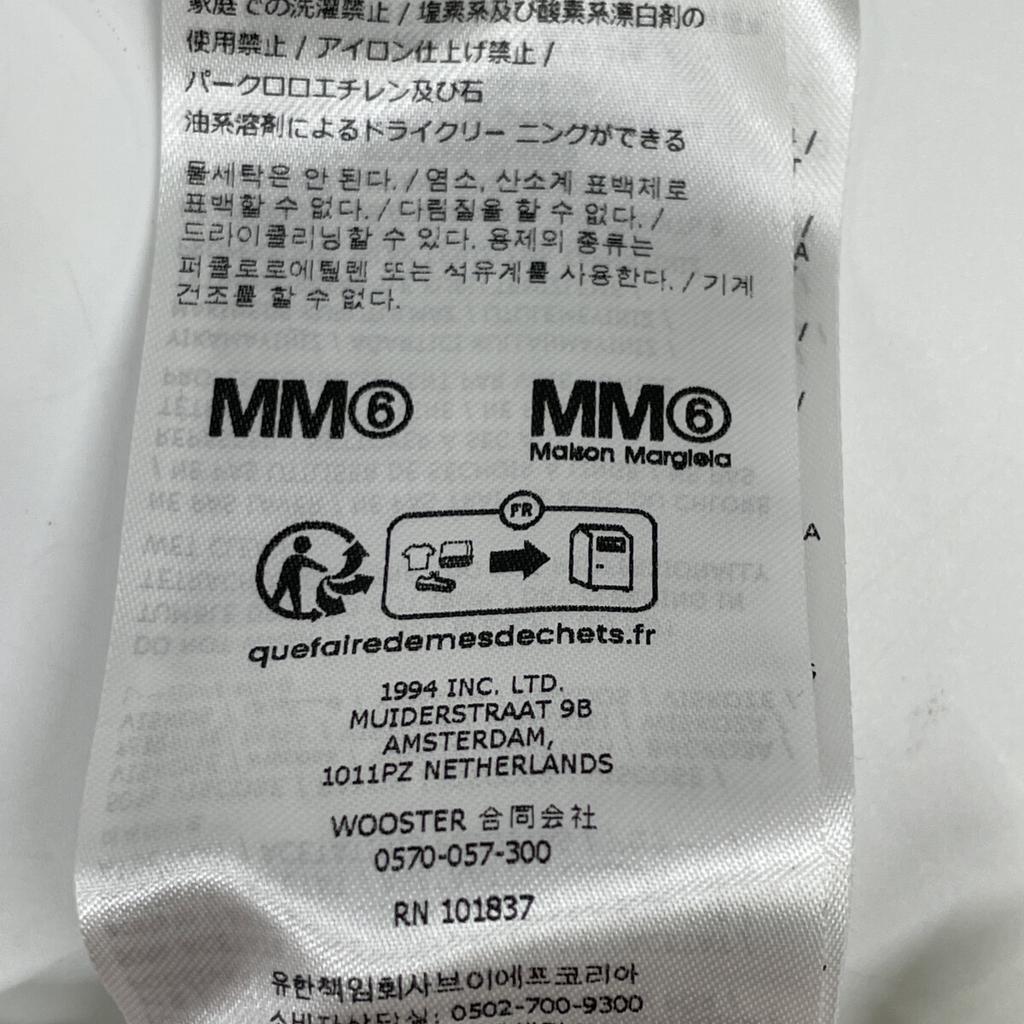 家庭での洗濯禁止 / 塩素系及び酸素系漂白剤の
使用禁止 / アイロン仕上げ禁止 /
パークロロエチレン及び石
油系溶剤によるドライクリー ニングができる
물세탁은 안 된다. / 염소, 산소계 표백제로
표백할 수 없다. / 다림질을 할 수 없다. /
드라이클리닝할 수 있다. 용제의 종류는
퍼클로로에틸렌 또는 석유계를 사용한다. / 기계
건조를 할 수 없다.
MM6 MM6
Maison Margiela
FR
quefairedemesdechets.fr
1994 INC. LTD.
MUIDERSTRAAT 9B
AMSTERDAM,
1011PZ NETHERLANDS
WOOSTER 合同会社
0570-057-300
RN 101837
유한책임회사브이에프코리아
소비자상담실: 0502-700-9300